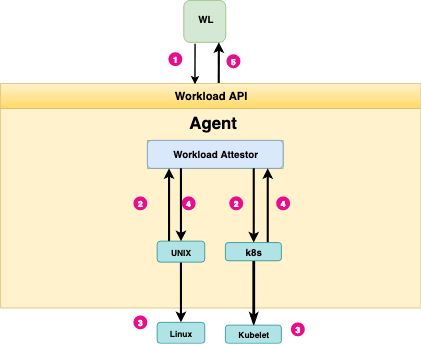 WL
1
5
Workload API
Agent
Workload Attestor
2
4
2
4
UNIX
k8s
3
Linux
Kubelet
3